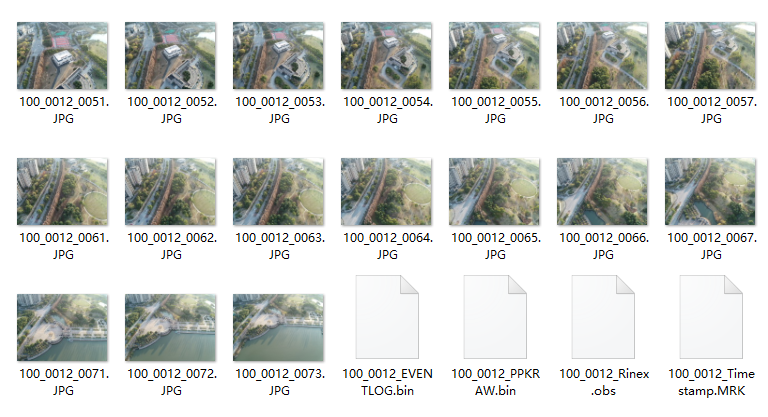 100_0012_0051.
JPG
100_0012_0052.
JPG
100_0012_0053.
JPG
100_0012_0054.
JPG
100_0012_0055.
JPG
100_0012_0056.
JPG
100_0012_0057.
JPG
100_0012_0061.
JPG
100_0012_0062.
JPG
100_0012_0063.
JPG
100_0012_0064.
JPG
100_0012_0065.
JPG
100_0012_0066.
JPG
100_0012_0067.
JPG
100_0012_0071.
JPG
100_0012_0072.
JPG
100_0012_0073.
JPG
100_0012_EVEN
TLOG.bin
100_0012_PPKR
AW.bin
100_0012_Rinex
.obs
100_0012_Time
stamp.MRK